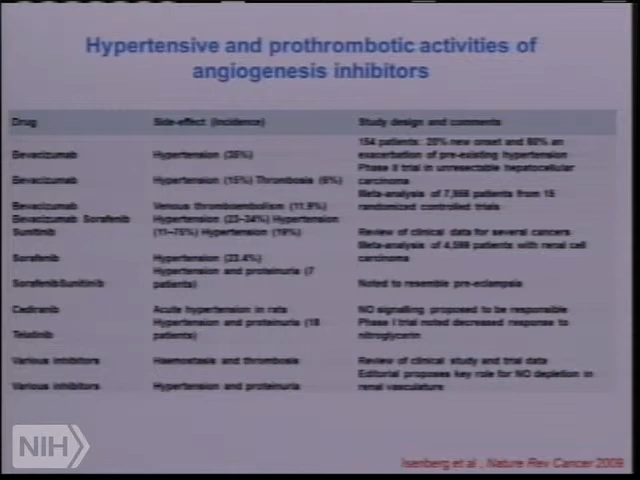 Hypertensive and prothrombotic activities of
angiogenesis inhibitors
Drug Side-effect (Incidence) Study design and comments
154 patients: 20% new onset and 80% an
Bevacizumab Hypertension (35%) exacerbation of pre-existing hypertension
Phase II trial in unresectable hepatocellular
Bevacizumab Hypertension (15%) Thrombosis (6%) carcinoma
Meta-analysis of patients from 15
Bevacizumab Venous thromboembolism (11.9%) randomized controlled trials
Bevacizumab Sorafenib Hypertension (23–34%) Hypertension
Sunitinib (11–75%) Hypertension Review of clinical data for several cancers
Meta-analysis of patients with renal cell
Sorafenib Hypertension (23.4%) carcinoma
Hypertension and proteinuria (7
SorafenibSunitinib patients) Noted to resemble pre-eclampsia
Cediranib Acute hypertension in rats NO signalling proposed to be responsible
Hypertension and proteinuria (18 Phase I trial noted decreased response to
Telatinib patients) nitroglycerin
Various inhibitors Haemostasis and thrombosis Review of clinical study and trial data
Editorial proposes key role for NO depletion in
Various inhibitors Hypertension and proteinuria renal vasculature
NIH
Isenberg et al., Nature Rev Cancer 2009